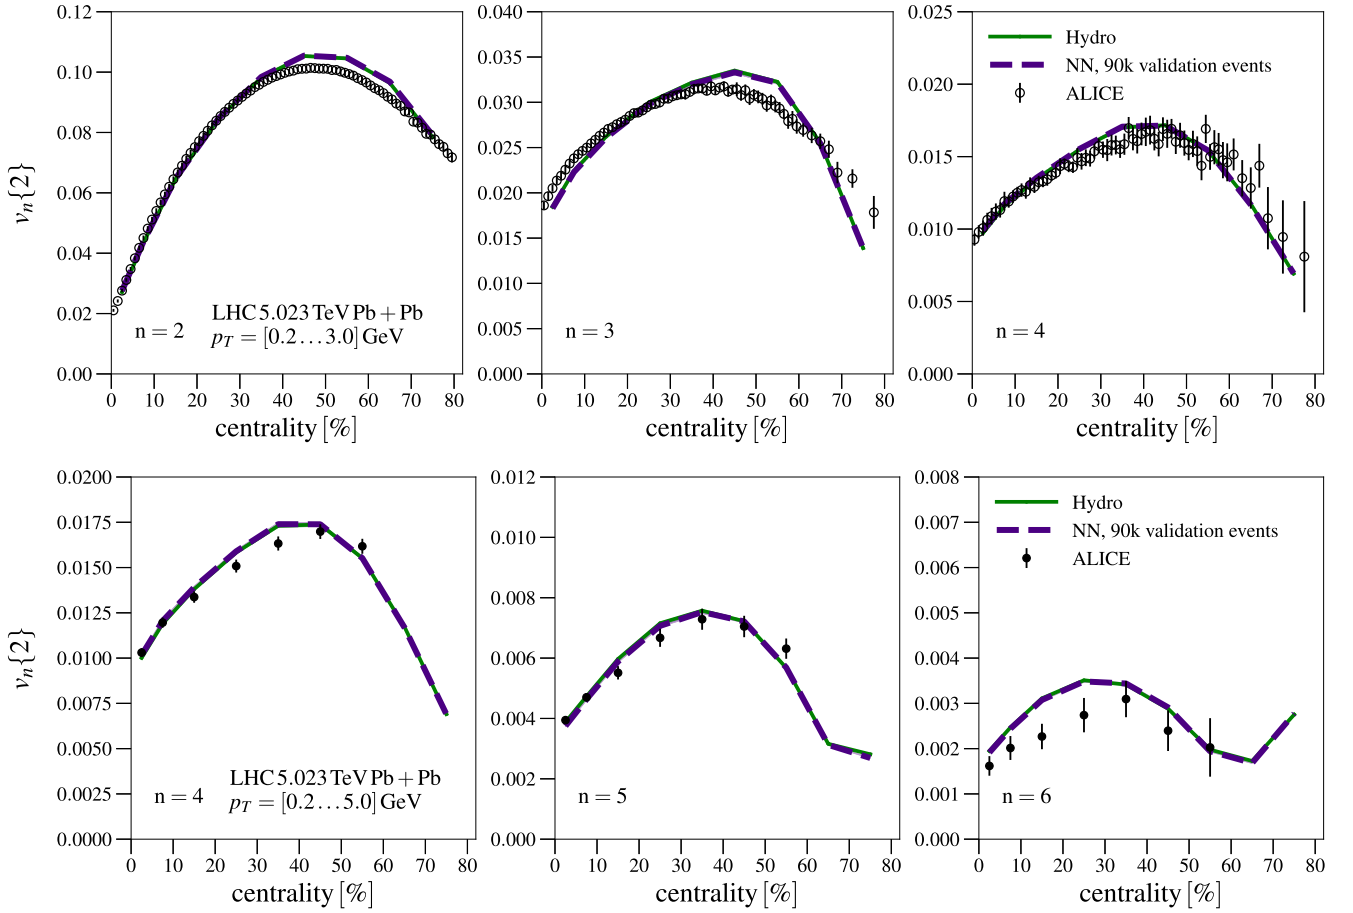 0.12
0.10
0.08
0.06
0.04
0.02
0.00
v_n{2}
n = 2
LHC 5.023 TeV Pb + Pb
p_T = [0.2 … 3.0] GeV
0 10 20 30 40 50 60 70 80
centrality [%]
0.040
0.035
0.030
0.025
0.020
0.015
0.010
0.005
0.000
n = 3
0 10 20 30 40 50 60 70 80
centrality [%]
0.025
0.020
0.015
0.010
0.005
0.000
Hydro
NN, 90k validation events
ALICE
n = 4
0 10 20 30 40 50 60 70 80
centrality [%]
0.0200
0.0175
0.0150
0.0125
0.0100
0.0075
0.0050
0.0025
0.0000
v_n{2}
n = 4
LHC 5.023 TeV Pb + Pb
p_T = [0.2 … 5.0] GeV
0 10 20 30 40 50 60 70 80
centrality [%]
0.012
0.010
0.008
0.006
0.004
0.002
0.000
n = 5
0 10 20 30 40 50 60 70 80
centrality [%]
0.008
0.007
0.006
0.005
0.004
0.003
0.002
0.001
0.000
Hydro
NN, 90k validation events
ALICE
n = 6
0 10 20 30 40 50 60 70 80
centrality [%]